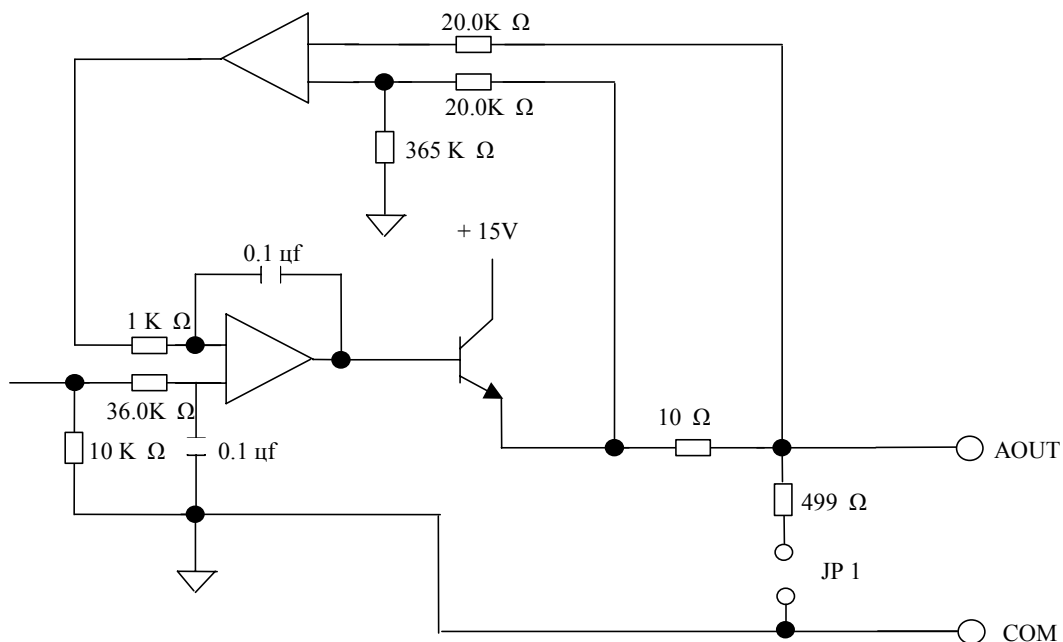 20.0K Ω
20.0K Ω
365 K Ω
+ 15V
0.1 цf
1 K Ω
36.0K Ω
10 K Ω
0.1 цf
10 Ω
AOUT
499 Ω
JP 1
COM